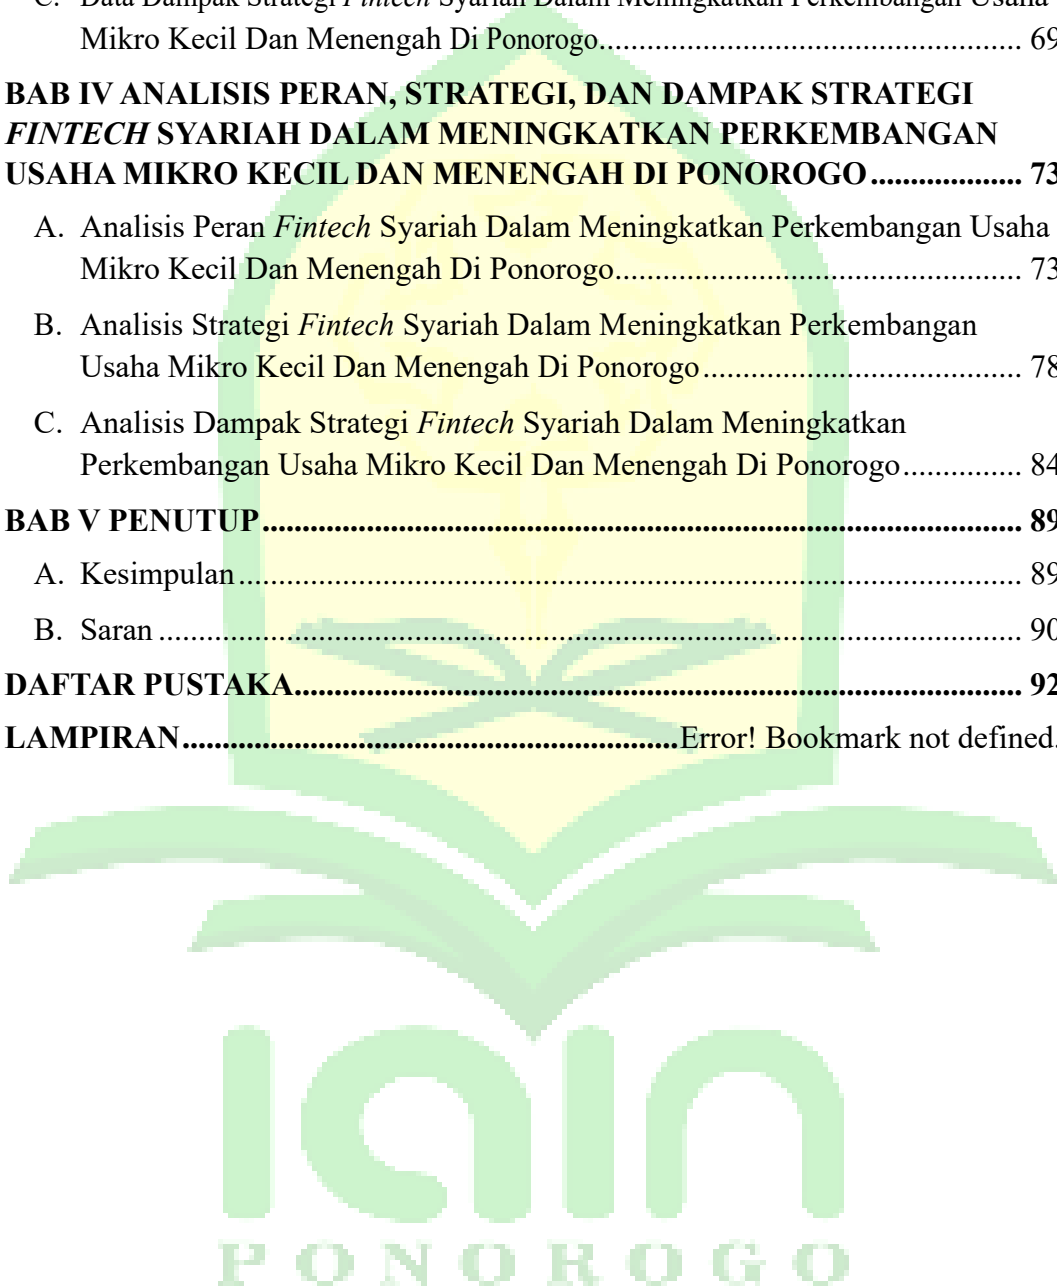 C. Data Dampak Strategi Fintech Syariah Dalam Meningkatkan Perkembangan Usaha
Mikro Kecil Dan Menengah Di Ponorogo.................................................... 69
BAB IV ANALISIS PERAN, STRATEGI, DAN DAMPAK STRATEGI
FINTECH SYARIAH DALAM MENINGKATKAN PERKEMBANGAN
USAHA MIKRO KECIL DAN MENENGAH DI PONOROGO................... 73
A. Analisis Peran Fintech Syariah Dalam Meningkatkan Perkembangan Usaha
Mikro Kecil Dan Menengah Di Ponorogo.................................................. 73
B. Analisis Strategi Fintech Syariah Dalam Meningkatkan Perkembangan
Usaha Mikro Kecil Dan Menengah Di Ponorogo....................................... 78
C. Analisis Dampak Strategi Fintech Syariah Dalam Meningkatkan
Perkembangan Usaha Mikro Kecil Dan Menengah Di Ponorogo............... 84
BAB V PENUTUP............................................................................................... 89
A. Kesimpulan................................................................................................. 89
B. Saran........................................................................................................... 90
DAFTAR PUSTAKA........................................................................................... 92
LAMPIRAN..............................................................Error! Bookmark not defined.
iain
PONOROGO